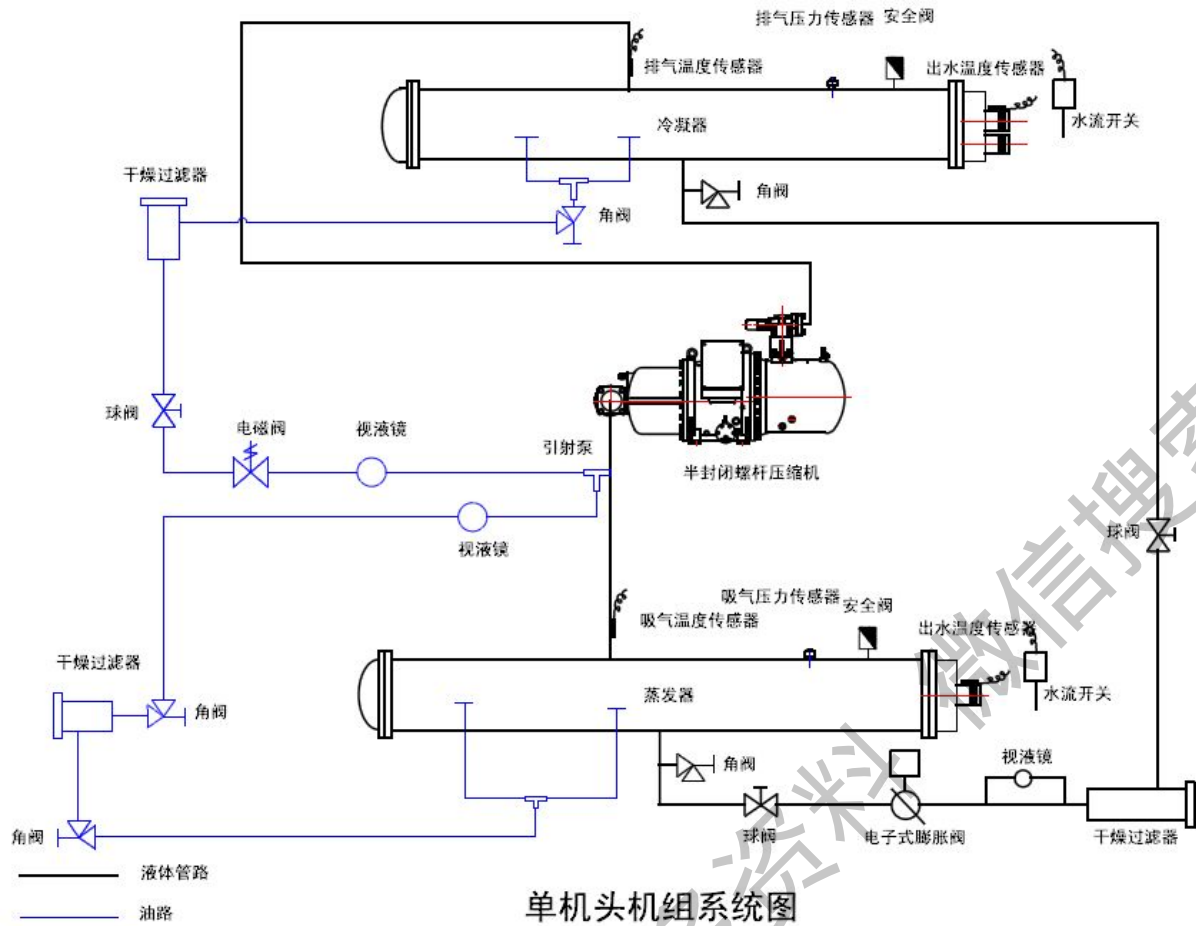 排气压力传感器 安全阀
排气温度传感器
出水温度传感器
冷凝器
水流开关
干燥过滤器
角阀
角阀
球阀
电磁阀
视液镜
引射泵
半封闭螺杆压缩机
视液镜
球阀
吸气压力传感器
安全阀
吸气温度传感器
出水温度传感器
干燥过滤器
蒸发器
水流开关
角阀
角阀
视液镜
角阀
球阀
电子式膨胀阀
干燥过滤器
液体管路
油路
单机头机组系统图
资料 微信搜索